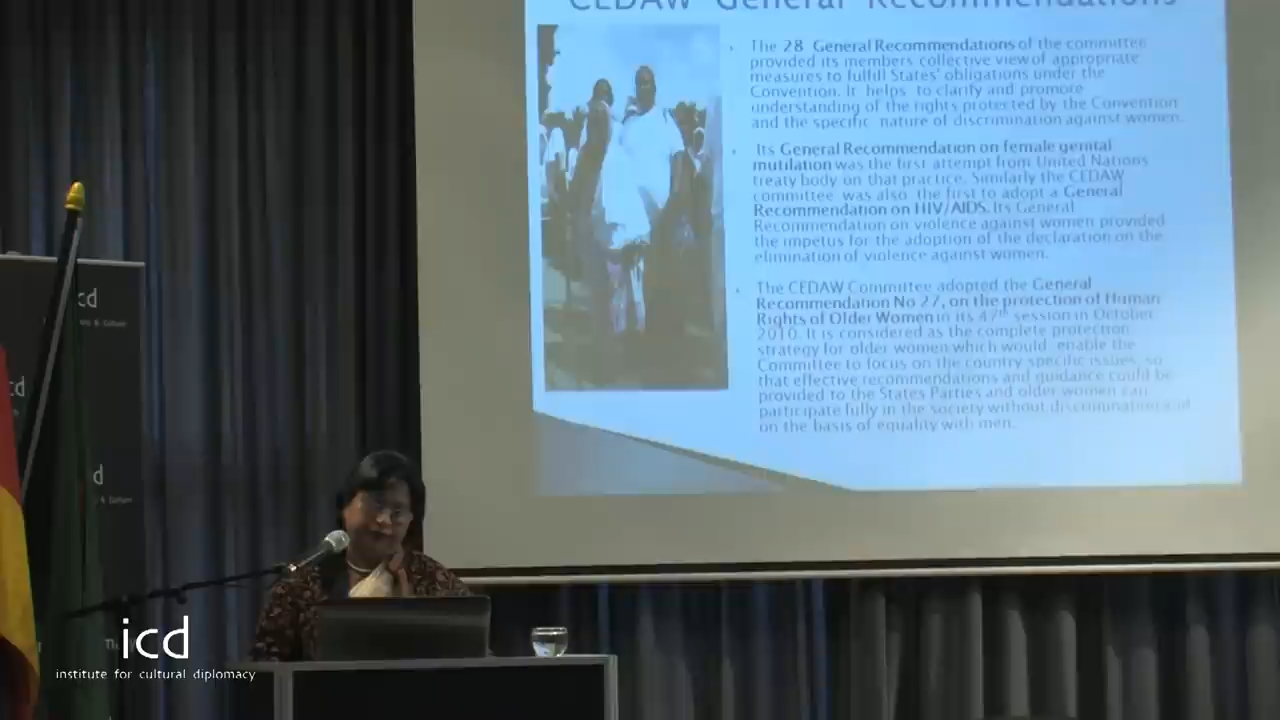 CEDAW General Recommendations
The 28 General Recommendations of the committee
provided its members collective view of appropriate
measures to fulfill States' obligations under the
Convention. It helps to clarify and promote
understanding of the rights protected by the Convention
and the specific nature of discrimination against women.
Its General Recommendation on female genital
mutilation was the first attempt from United Nations
treaty body on that practice. Similarly the CEDAW
committee was also the first to adopt a General
Recommendation on HIV/AIDS. Its General
Recommendation on violence against women provided
the impetus for the adoption of the declaration on the
elimination of violence against women.
The CEDAW Committee adopted the General
Recommendation No 27, on the protection of Human
Rights of Older Women in its 47th session in October
2010. It is considered as the complete protection
strategy for older women which would enable the
Committee to focus on the country specific issues, so
that effective recommendations and guidance could be
provided to the States Parties and older women can
participate fully in the society without discrimination and
on the basis of equality with men.
cd
cd
d
& Culture
icd
institute for cultural diplomacy